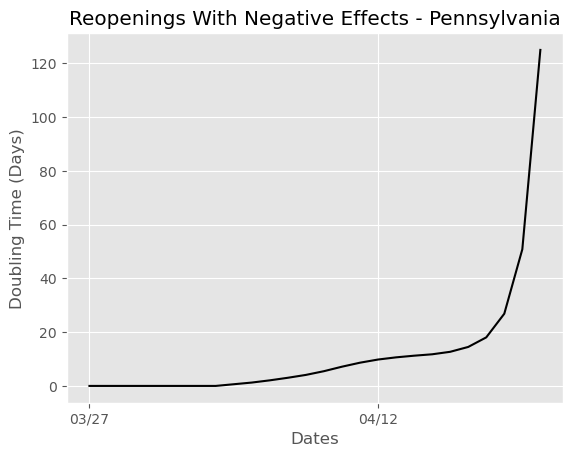 Reopenings With Negative Effects - Pennsylvania
120
100
80
60
40
20
0
Doubling Time (Days)
03/27 04/12
Dates